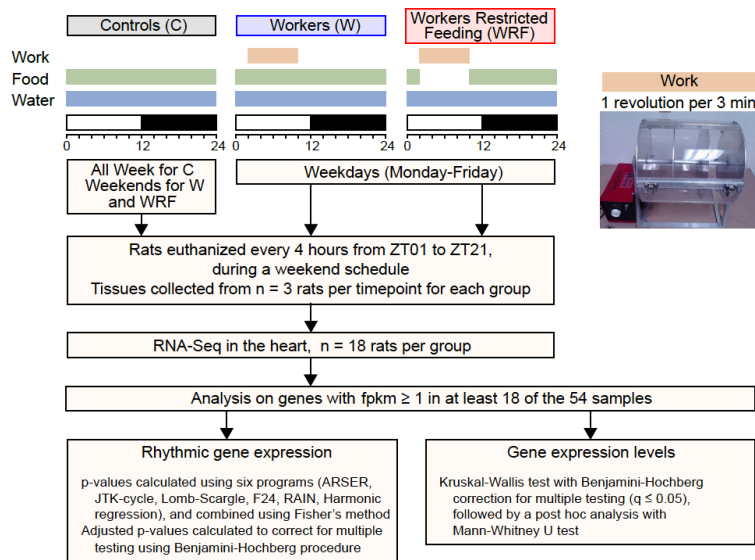 Controls (C)
Workers (W)
Workers Restricted
Feeding (WRF)
Work
Food
Water
0 12 24
0 12 24
0 12 24
Work
1 revolution per 3 min
All Week for C
Weekends for W
and WRF
Weekdays (Monday-Friday)
Rats euthanized every 4 hours from ZT01 to ZT21,
during a weekend schedule
Tissues collected from n = 3 rats per timepoint for each group
RNA-Seq in the heart, n = 18 rats per group
Analysis on genes with fpkm ≥ 1 in at least 18 of the 54 samples
Rhythmic gene expression
p-values calculated using six programs (ARSER,
JTK-cycle, Lomb-Scargle, F24, RAIN, Harmonic
regression), and combined using Fisher's method
Adjusted p-values calculated to correct for multiple
testing using Benjamini-Hochberg procedure
Gene expression levels
Kruskal-Wallis test with Benjamini-Hochberg
correction for multiple testing (q ≤ 0.05),
followed by a post hoc analysis with
Mann-Whitney U test